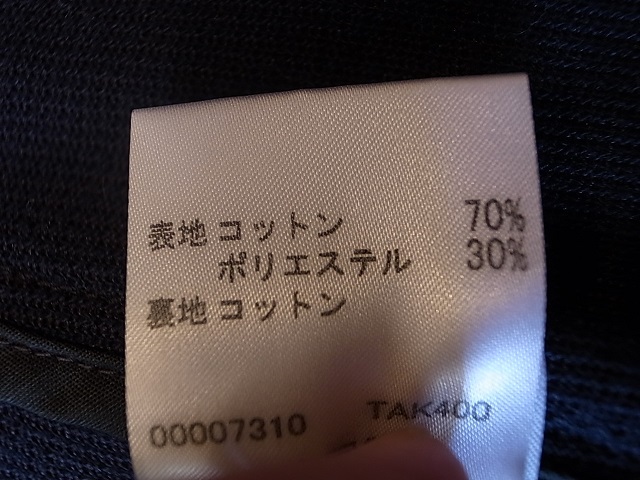 表地 コットン 70%
ポリエステル 30%
裏地 コットン
00007310 TAK400